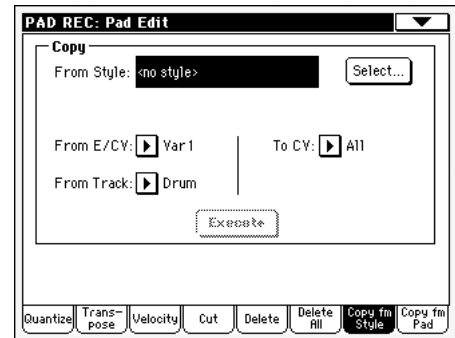 PAD REC: Pad Edit
Copy
From Style: <no style> Select...
From E/CV: Var1 To CV: All
From Track: Drum
Execute
Quantize Trans-pose Velocity Cut Delete Delete All Copy fm Style Copy fm Pad